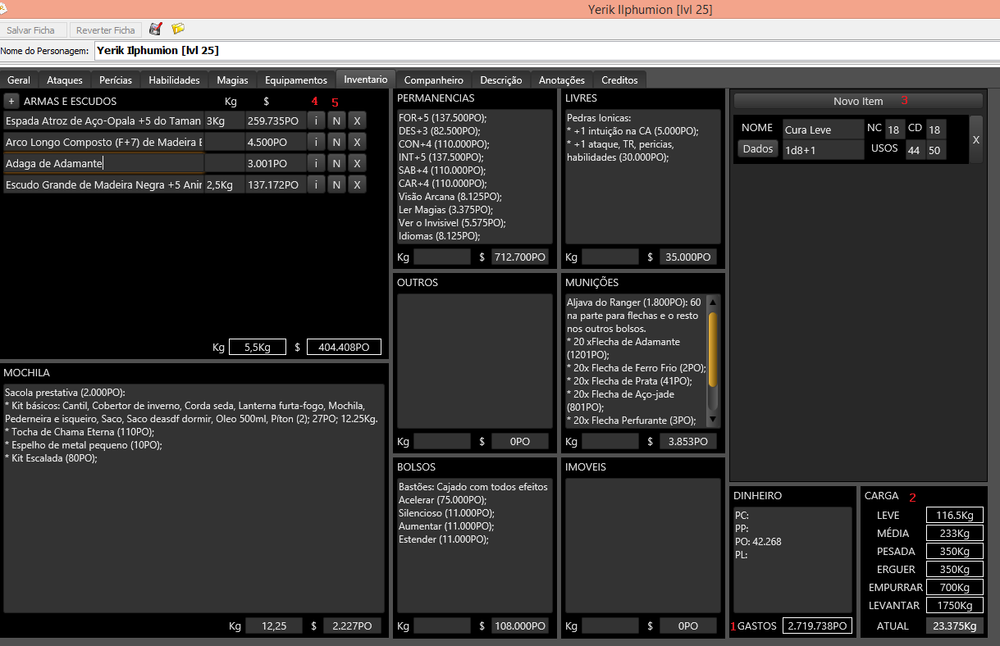 Yerik Ilphumion [lvl 25]
Salvar Ficha Reverter Ficha
Nome do Personagem: Yerik Ilphumion [lvl 25]
Geral Ataques Perícias Habilidades Magias Equipamentos Inventario Companheiro Descrição Anotações Creditos
+ ARMAS E ESCUDOS Kg $ 4 5
Espada Atroz de Aço-Opala +5 do Taman 3Kg 259.735PO i N X
Arco Longo Composto (F+7) de Madeira E 4.500PO i N X
Adaga de Adamante 3.001PO i N X
Escudo Grande de Madeira Negra +5 Anir 2,5Kg 137.172PO i N X
Kg 5,5Kg $ 404.408PO
MOCHILA
Sacola prestativa (2.000PO):
* Kit básicos: Cantil, Cobertor de inverno, Corda seda, Lanterna furta-fogo, Mochila,
Pederneira e isqueiro, Saco, Saco deasdf dormir, Oleo 500ml, Píton (2); 27PO; 12.25Kg.
* Tocha de Chama Eterna (110PO);
* Espelho de metal pequeno (10PO);
* Kit Escalada (80PO);
Kg 12,25 $ 2.227PO
PERMANENCIAS
FOR+5 (137.500PO);
DES+3 (82.500PO);
CON+4 (110.000PO);
INT+5 (137.500PO);
SAB+4 (110.000PO);
CAR+4 (110.000PO);
Visão Arcana (8.125PO);
Ler Magias (3.375PO);
Ver o Invisivel (5.575PO);
Idiomas (8.125PO);
Kg $ 712.700PO
LIVRES
Pedras Ionicas:
* +1 intuição na CA (5.000PO);
* +1 ataque, TR, pericias,
habilidades (30.000PO);
Kg $ 35.000PO
OUTROS
Kg $ 0PO
MUNIÇÕES
Aljava do Ranger (1.800PO): 60
na parte para flechas e o resto
nos outros bolsos.
* 20 xFlecha de Adamante
(1201PO);
* 20x Flecha de Ferro Frio (2PO);
* 20x Flecha de Prata (41PO);
* 20x Flecha de Aço-jade
(801PO);
* 20x Flecha Perfurante (3PO);
Kg $ 3.853PO
BOLSOS
Bastões: Cajado com todos efeitos
Acelerar (75.000PO);
Silencioso (11.000PO);
Aumentar (11.000PO);
Estender (11.000PO);
Kg $ 108.000PO
IMOVEIS
Kg $ 0PO
Novo Item 3
NOME Cura Leve NC 18 CD 18 X
Dados 1d8+1 USOS 44 50
DINHEIRO
PC:
PP:
PO: 42.268
PL:
1 GASTOS 2.719.738PO
CARGA 2
LEVE 116.5Kg
MÉDIA 233Kg
PESADA 350Kg
ERGUER 350Kg
EMPURRAR 700Kg
LEVANTAR 1750Kg
ATUAL 23.375Kg